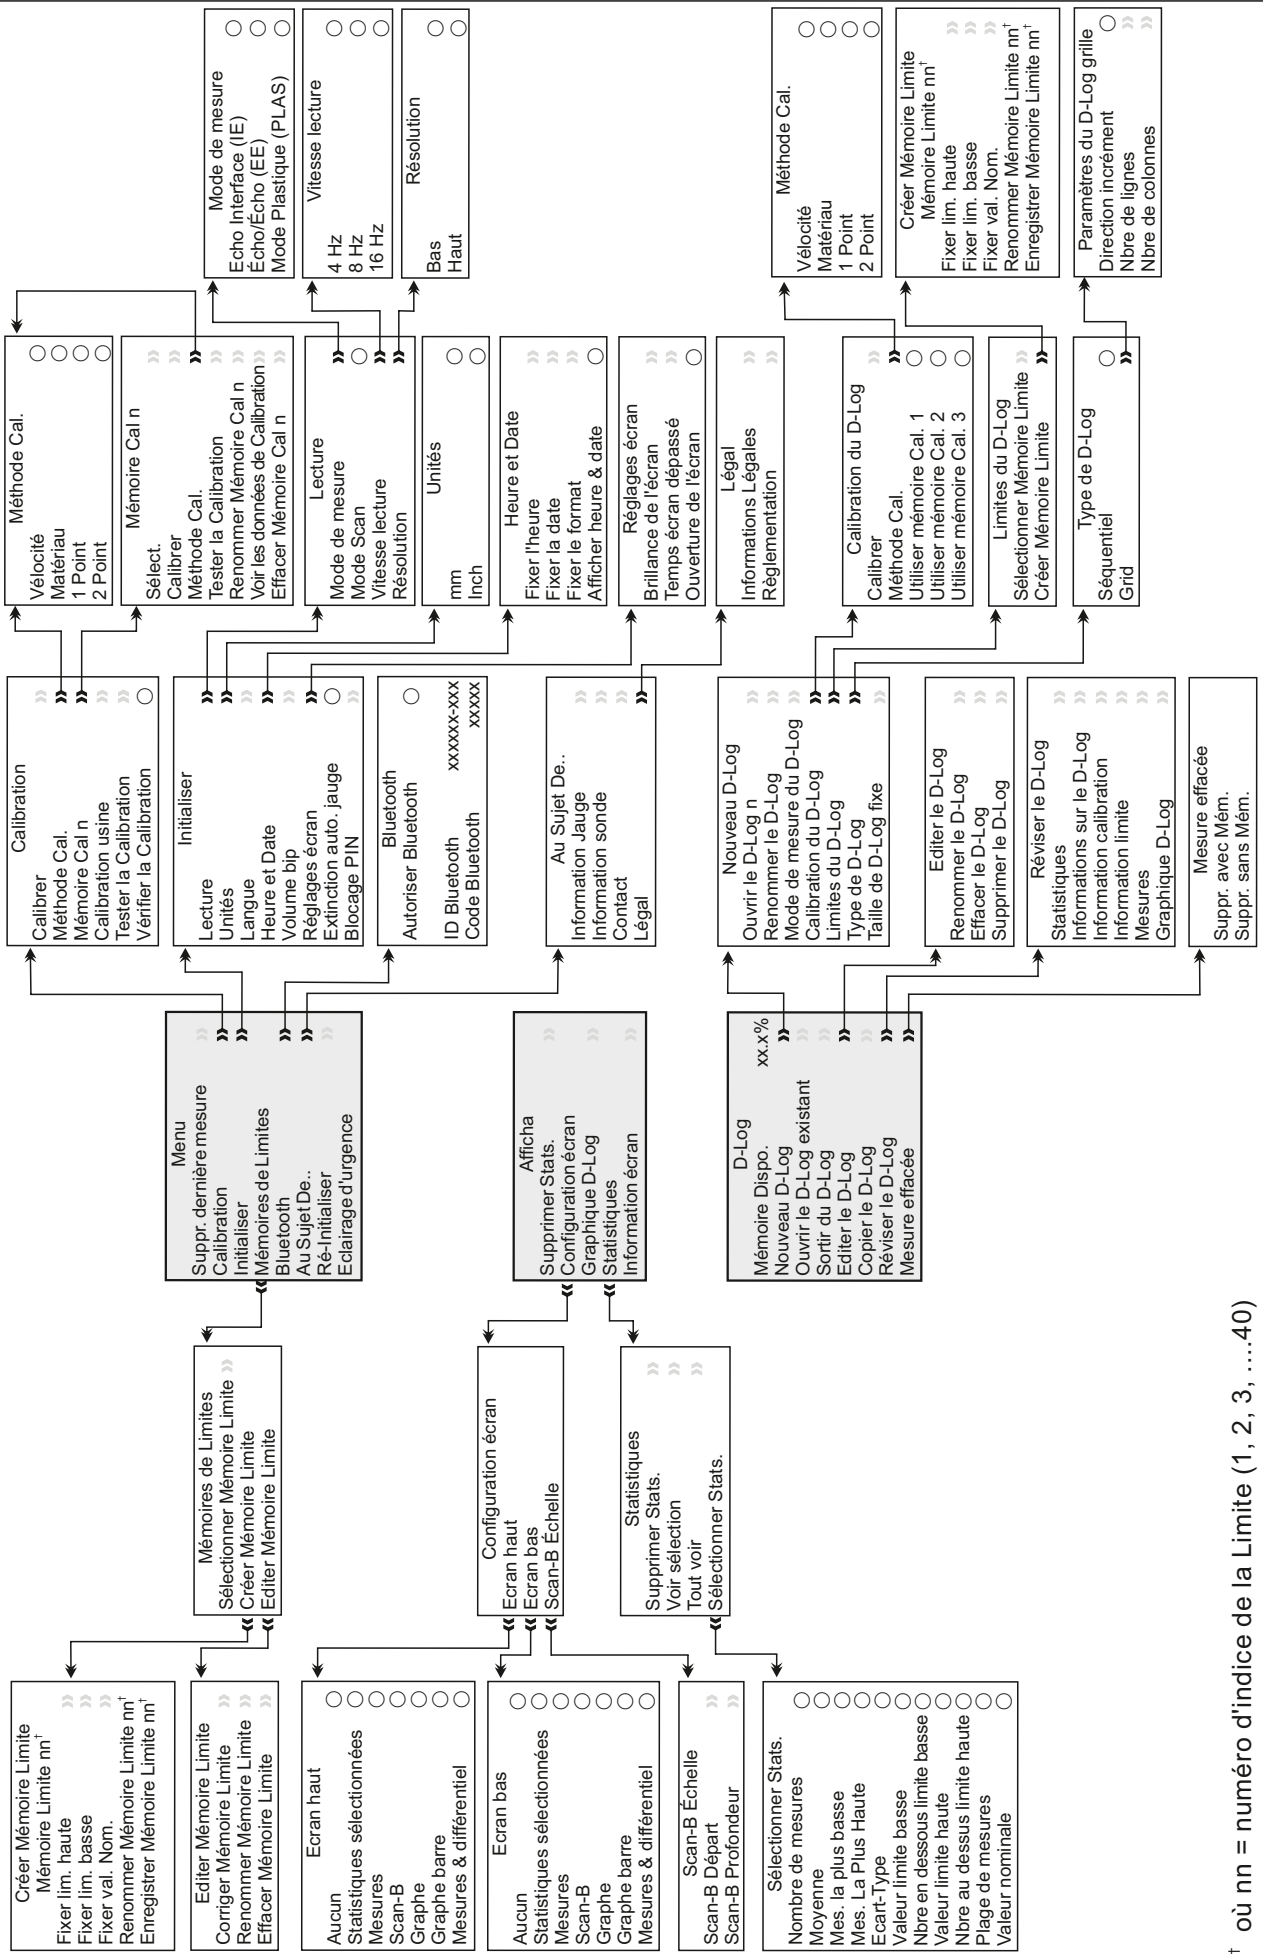 Créer Mémoire Limite
Mémoire Limite nn†
Fixer lim. haute
Fixer lim. basse
Fixer val. Nom.
Renommer Mémoire Limite nn†
Enregistrer Mémoire Limite nn†
Editer Mémoire Limite
Corriger Mémoire Limite
Renommer Mémoire Limite
Effacer Mémoire Limite
Ecran haut
Aucun
Statistiques sélectionnées
Mesures
Scan-B
Graphe
Graphe barre
Mesures & différentiel
Ecran bas
Aucun
Statistiques sélectionnées
Mesures
Scan-B
Graphe
Graphe barre
Mesures & différentiel
Scan-B Échelle
Scan-B Départ
Scan-B Profondeur
Sélectionner Stats.
Nombre de mesures
Moyenne
Mes. la plus basse
Mes. La Plus Haute
Ecart-Type
Valeur limite basse
Nbre en dessous limite basse
Valeur limite haute
Nbre au dessus limite haute
Plage de mesures
Valeur nominale
Mémoires de Limites
Sélectionner Mémoire Limite
Créer Mémoire Limite
Editer Mémoire Limite
Configuration écran
Ecran haut
Ecran bas
Scan-B Échelle
Statistiques
Supprimer Stats.
Voir sélection
Tout voir
Sélectionner Stats.
Menu
Suppr. dernière mesure
Calibration
Initialiser
Mémoires de Limites
Bluetooth
Au Sujet De..
Ré-Initialiser
Eclairage d'urgence
Afficha
Supprimer Stats.
Configuration écran
Graphique D-Log
Statistiques
Information écran
D-Log
Mémoire Dispo. xx.x%
Nouveau D-Log
Ouvrir le D-Log existant
Sortir du D-Log
Editer le D-Log
Copier le D-Log
Réviser le D-Log
Mesure effacée
Calibration
Calibrer
Méthode Cal.
Mémoire Cal n
Calibration usine
Tester la Calibration
Vérifier la Calibration
Initialiser
Lecture
Unités
Langue
Heure et Date
Volume bip
Réglages écran
Extinction auto. jauge
Blocage PIN
Bluetooth
Autoriser Bluetooth
ID Bluetooth xxxxxx-xxx
Code Bluetooth xxxxx
Au Sujet De..
Information Jauge
Information sonde
Contact
Légal
Nouveau D-Log
Ouvrir le D-Log n
Renommer le D-Log
Mode de mesure du D-Log
Calibration du D-Log
Limites du D-Log
Type de D-Log
Taille de D-Log fixe
Editer le D-Log
Renommer le D-Log
Effacer le D-Log
Supprimer le D-Log
Réviser le D-Log
Statistiques
Informations sur le D-Log
Information calibration
Information limite
Mesures
Graphique D-Log
Mesure effacée
Suppr. avec Mém.
Suppr. sans Mém.
Méthode Cal.
Vélocité
Matériau
1 Point
2 Point
Mémoire Cal n
Sélect.
Calibrer
Méthode Cal.
Tester la Calibration
Renommer Mémoire Cal n
Voir les données de Calibration
Effacer Mémoire Cal n
Lecture
Mode de mesure
Mode Scan
Vitesse lecture
Résolution
Unités
mm
Inch
Heure et Date
Fixer l'heure
Fixer la date
Fixer le format
Afficher heure & date
Réglages écran
Brillance de l'écran
Temps écran dépassé
Ouverture de l'écran
Légal
Informations Légales
Règlementation
Calibration du D-Log
Calibrer
Méthode Cal.
Utiliser mémoire Cal. 1
Utiliser mémoire Cal. 2
Utiliser mémoire Cal. 3
Limites du D-Log
Sélectionner Mémoire Limite
Créer Mémoire Limite
Type de D-Log
Séquentiel
Grid
Mode de mesure
Echo Interface (IE)
Écho/Écho (EE)
Mode Plastique (PLAS)
Vitesse lecture
4 Hz
8 Hz
16 Hz
Résolution
Bas
Haut
Méthode Cal.
Vélocité
Matériau
1 Point
2 Point
Créer Mémoire Limite
Mémoire Limite nn†
Fixer lim. haute
Fixer lim. basse
Fixer val. Nom.
Renommer Mémoire Limite nn†
Enregistrer Mémoire Limite nn†
Paramètres du D-Log grille
Direction incrément
Nbre de lignes
Nbre de colonnes
† où nn = numéro d'indice de la Limite (1, 2, 3, ....40)